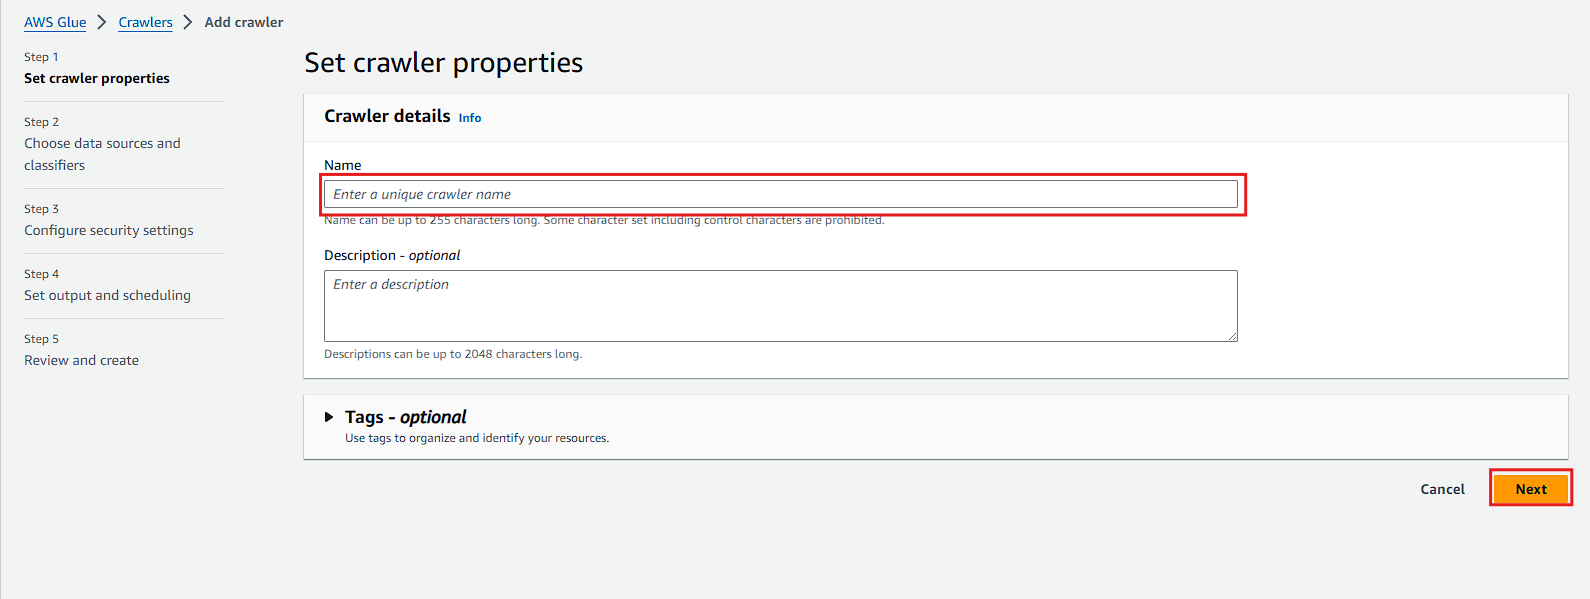 AWS Glue > Crawlers > Add crawler
Step 1
Set crawler properties
Step 2
Choose data sources and
classifiers
Step 3
Configure security settings
Step 4
Set output and scheduling
Step 5
Review and create
Set crawler properties
Crawler details Info
Name
Enter a unique crawler name
Name can be up to 255 characters long. Some character set including control characters are prohibited.
Description - optional
Enter a description
Descriptions can be up to 2048 characters long.
Tags - optional
Use tags to organize and identify your resources.
Cancel Next